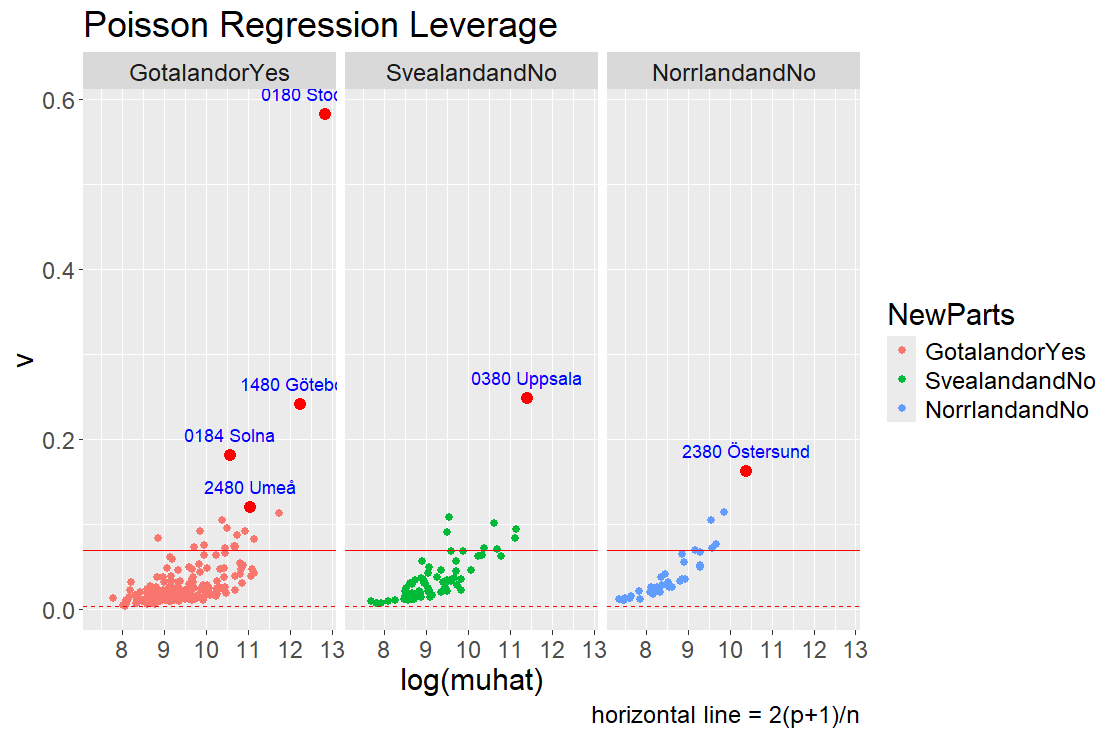 Poisson Regression Leverage
GotalandorYes SvealandandNo NorrlandandNo
0180 Stoc
0.6
0.4
1480 Götebo
0380 Uppsala
0184 Solna
0.2
2380 Östersund
2480 Umeå
0.0
v
8 9 10 11 12 13 8 9 10 11 12 13 8 9 10 11 12 13
log(muhat)
horizontal line = 2(p+1)/n
NewParts
GotalandorYes
SvealandandNo
NorrlandandNo